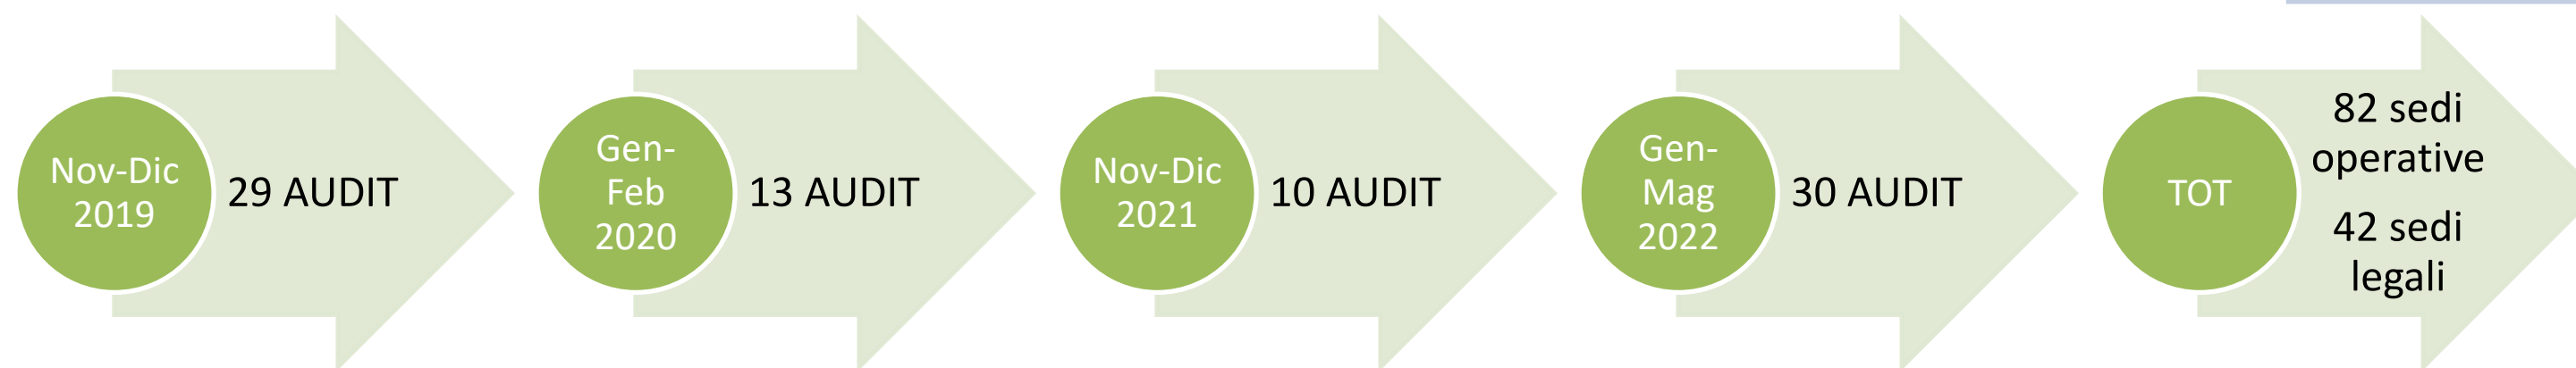 Nov-Dic
2019
29 AUDIT
Gen-
Feb
2020
13 AUDIT
Nov-Dic
2021
10 AUDIT
Gen-
Mag
2022
30 AUDIT
TOT
82 sedi
operative
42 sedi
legali